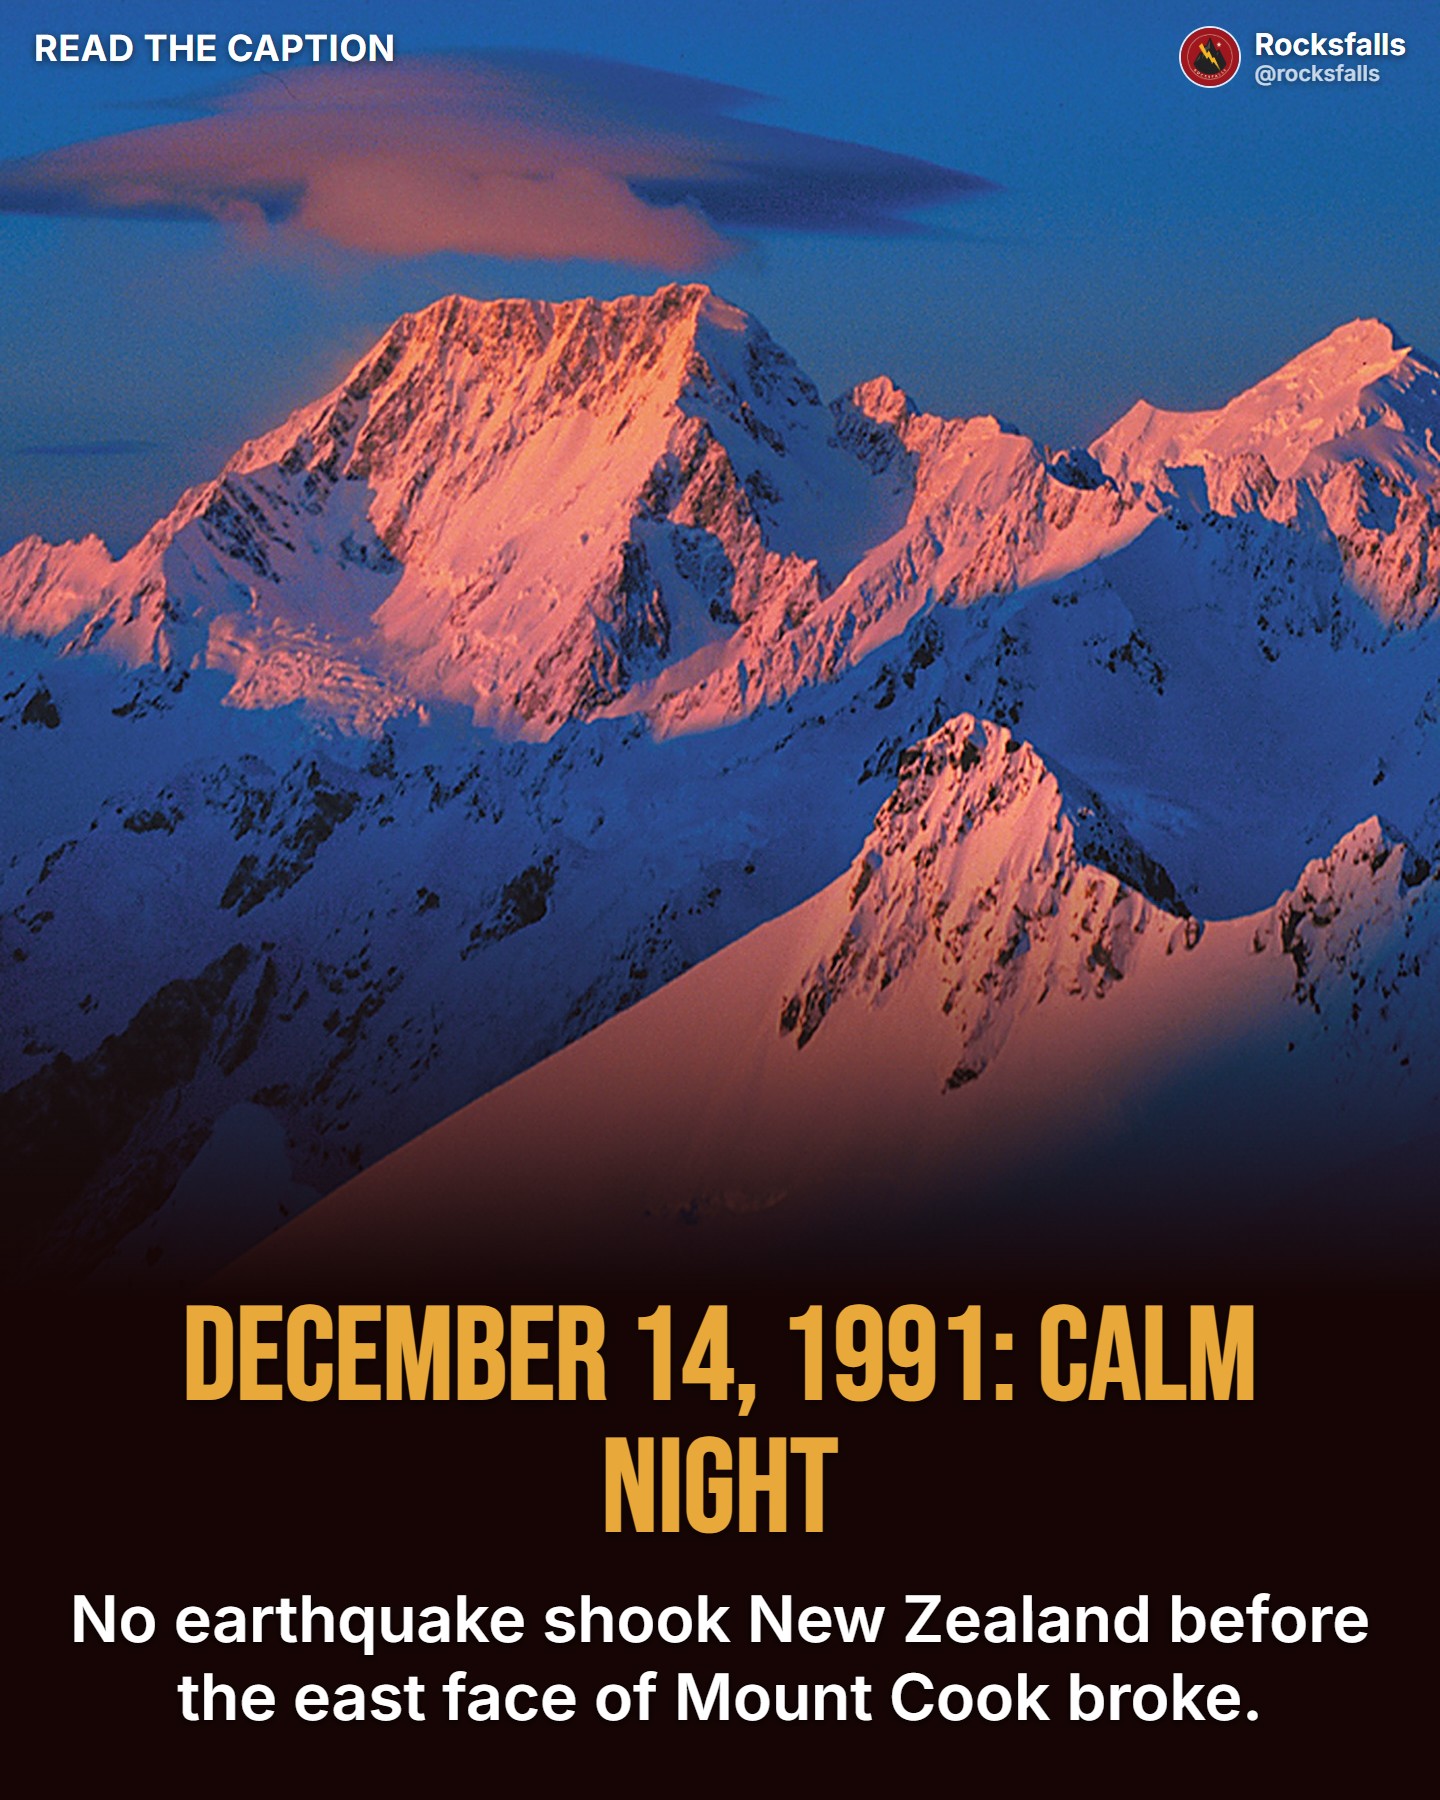 READ THE CAPTION
Rocksfalls
@rocksfalls
DECEMBER 14, 1991: CALM
NIGHT
No earthquake shook New Zealand before
the east face of Mount Cook broke.